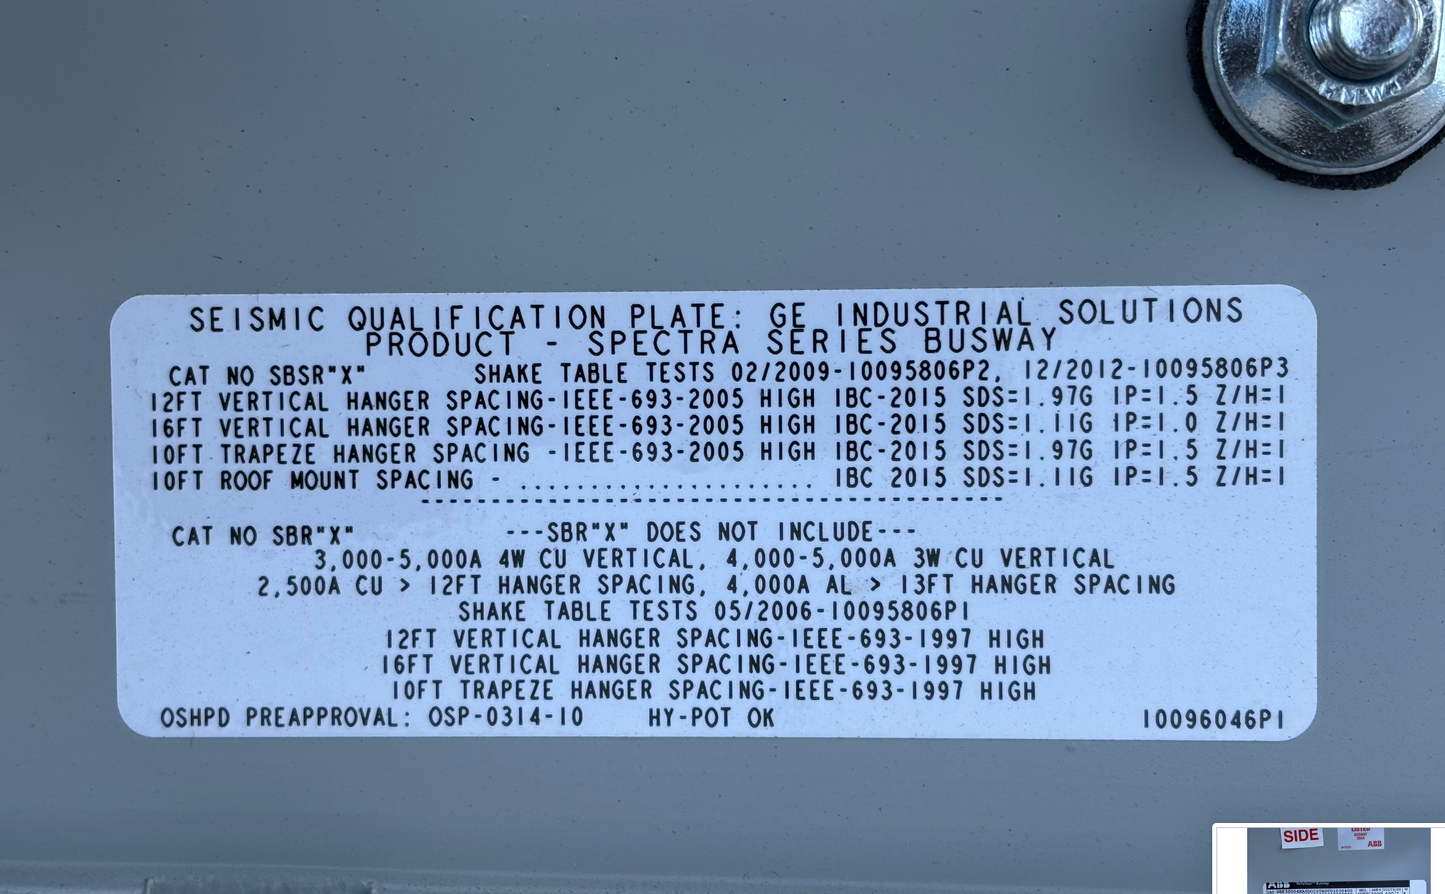 SEISMIC QUALIFICATION PLATE: GE INDUSTRIAL SOLUTIONS
PRODUCT - SPECTRA SERIES BUSWAY
CAT NO SBSR"X" SHAKE TABLE TESTS 02/2009-10095806P2, 12/2012-10095806P3
12FT VERTICAL HANGER SPACING-IEEE-693-2005 HIGH IBC-2015 SDS=1.97G IP=1.5 Z/H=1
16FT VERTICAL HANGER SPACING-IEEE-693-2005 HIGH IBC-2015 SDS=1.11G IP=1.0 Z/H=1
10FT TRAPEZE HANGER SPACING -IEEE-693-2005 HIGH IBC-2015 SDS=1.97G IP=1.5 Z/H=1
10FT ROOF MOUNT SPACING - ..................... IBC 2015 SDS=1.11G IP=1.5 Z/H=1
-----------------------------------------
CAT NO SBR"X" ---SBR"X" DOES NOT INCLUDE---
3,000-5,000A 4W CU VERTICAL, 4,000-5,000A 3W CU VERTICAL
2,500A CU > 12FT HANGER SPACING, 4,000A AL > 13FT HANGER SPACING
SHAKE TABLE TESTS 05/2006-10095806P1
12FT VERTICAL HANGER SPACING-IEEE-693-1997 HIGH
16FT VERTICAL HANGER SPACING-IEEE-693-1997 HIGH
10FT TRAPEZE HANGER SPACING-IEEE-693-1997 HIGH
OSHPD PREAPPROVAL: OSP-0314-10 HY-POT OK 10096046P1
SIDE
LISTED
ABB
ABB